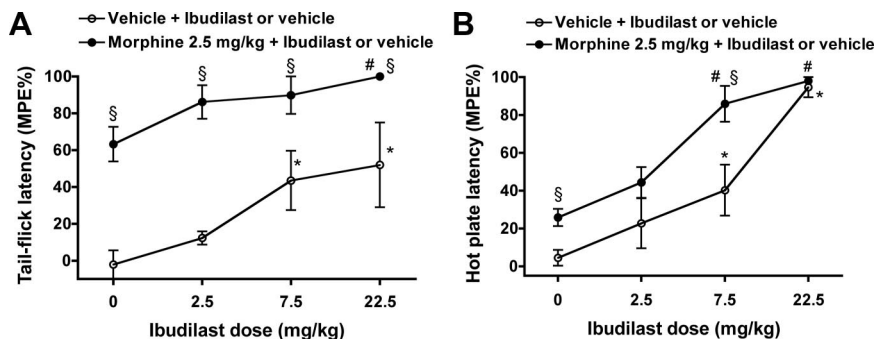 A
Vehicle + Ibudilast or vehicle
Morphine 2.5 mg/kg + Ibudilast or vehicle
Tail-flick latency (MPE%)
100
80
60
40
20
0
§
§
§
# §
*
*
0 2.5 7.5 22.5
Ibudilast dose (mg/kg)
B
Vehicle + Ibudilast or vehicle
Morphine 2.5 mg/kg + Ibudilast or vehicle
Hot plate latency (MPE%)
100
80
60
40
20
0
§
# §
#
*
*
0 2.5 7.5 22.5
Ibudilast dose (mg/kg)